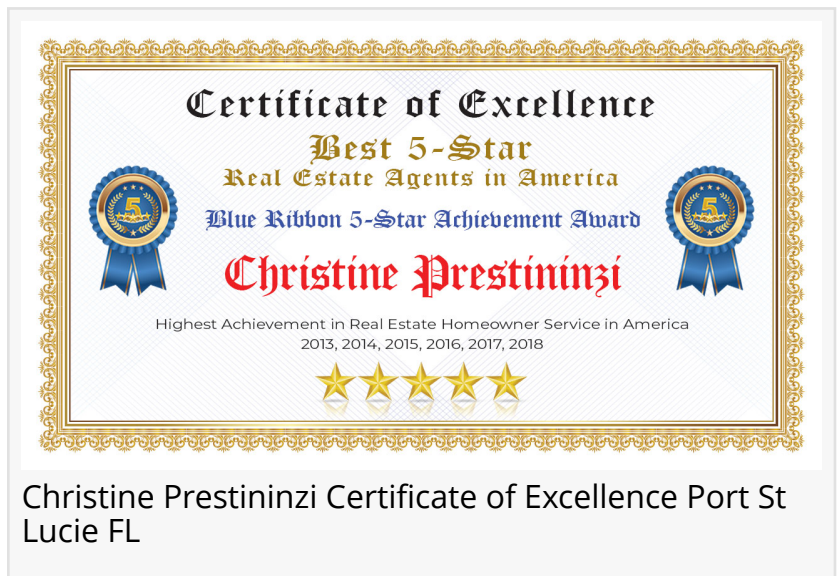 Certificate of Excellence
Best 5-Star
Real Estate Agents in America
Blue Ribbon 5-Star Achievement Award
5
5
Christine Prestininzi
Highest Achievement in Real Estate Homeowner Service in America
2013, 2014, 2015, 2016, 2017, 2018
Christine Prestininzi Certificate of Excellence Port St
Lucie FL